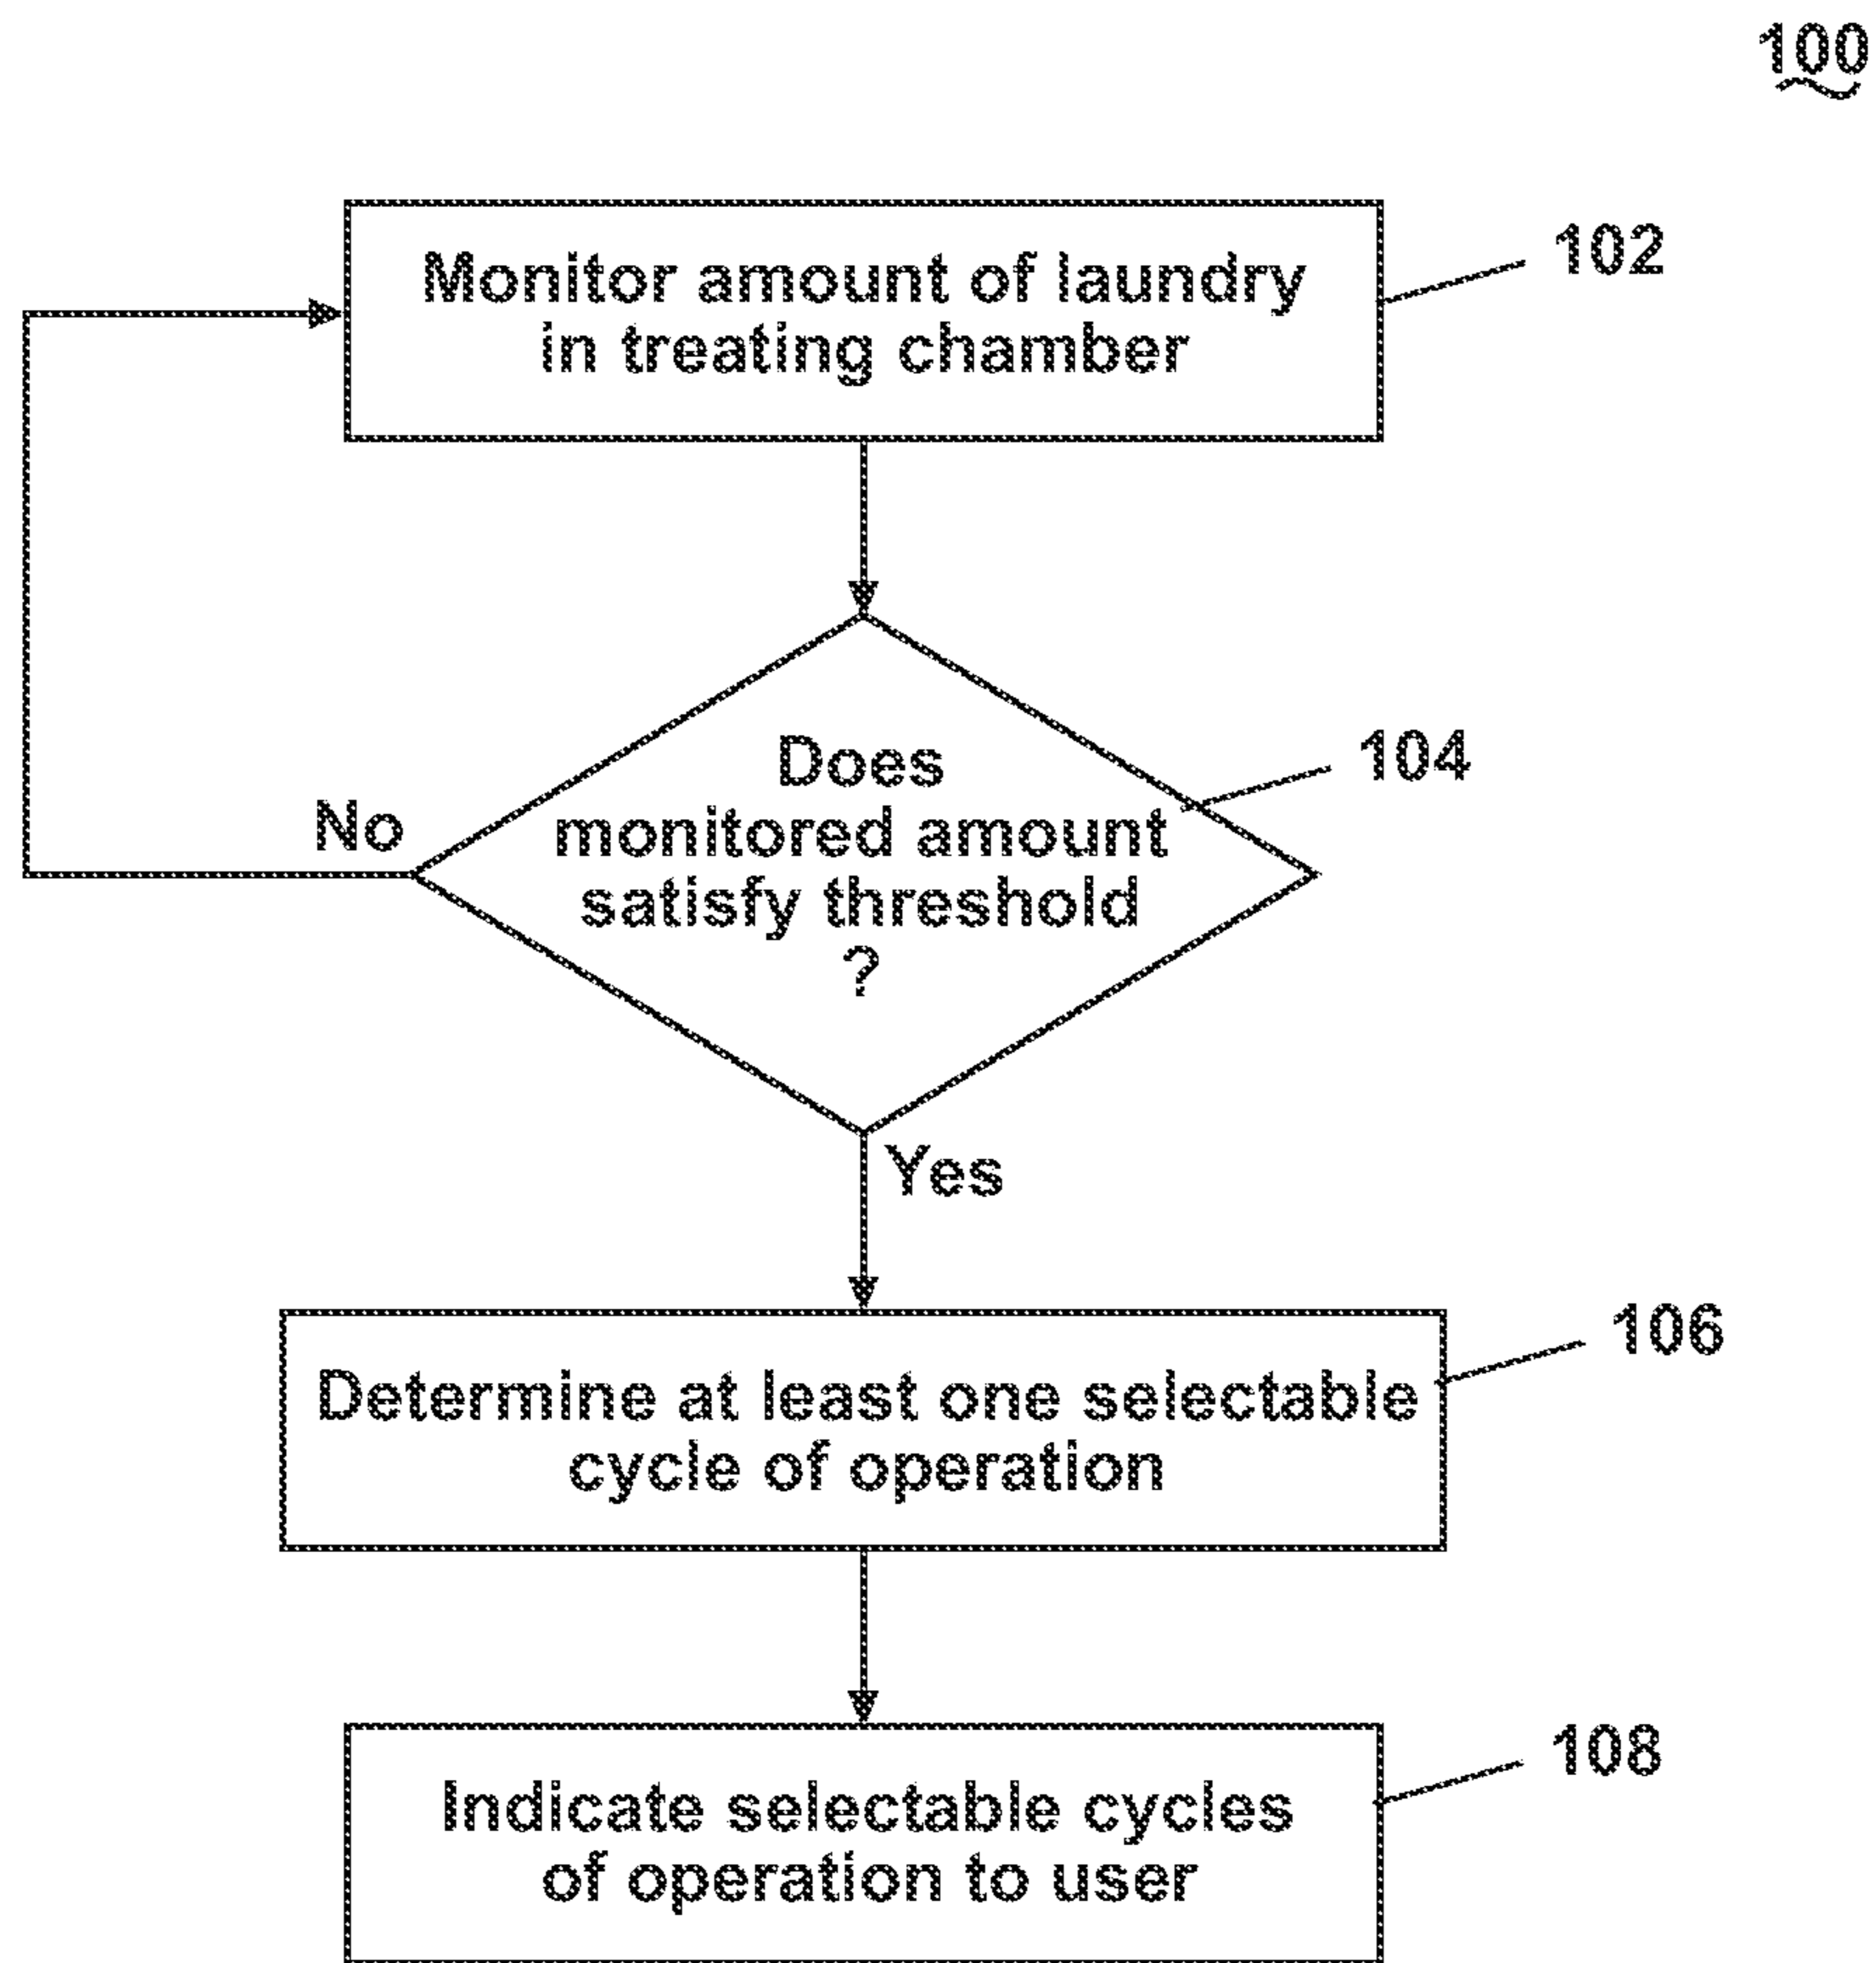 100
Monitor amount of laundry
in treating chamber
102
Does
monitored amount
satisfy threshold
?
104
No
Yes
Determine at least one selectable
cycle of operation
106
Indicate selectable cycles
of operation to user
108